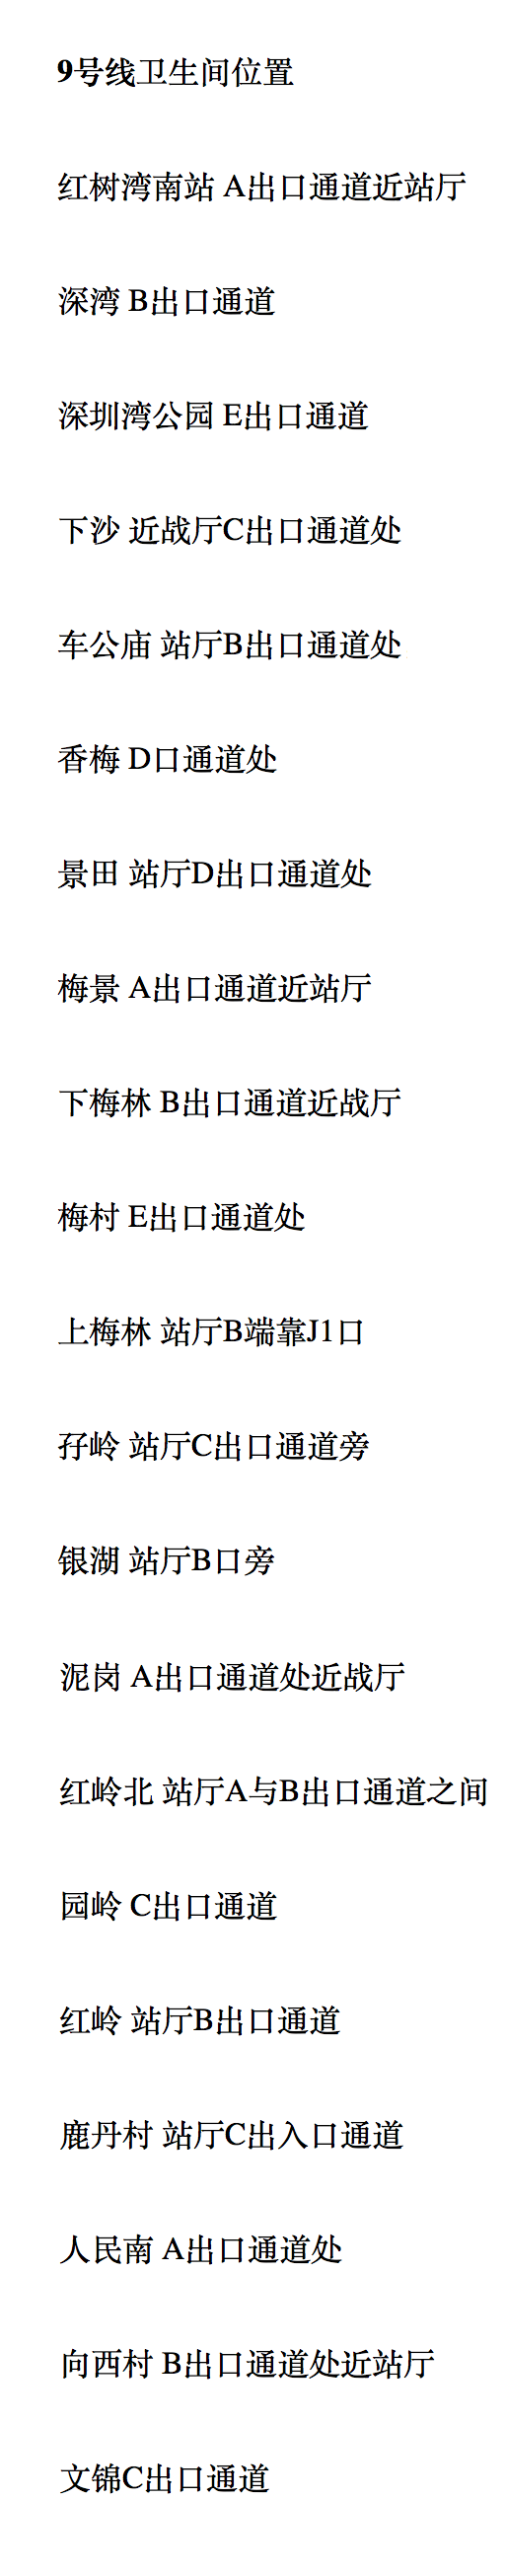 9号线卫生间位置
红树湾南站 A出口通道近站厅
深湾 B出口通道
深圳湾公园 E出口通道
下沙 近战厅C出口通道处
车公庙 站厅B出口通道处
香梅 D口通道处
景田 站厅D出口通道处
梅景 A出口通道近站厅
下梅林 B出口通道近战厅
梅村 E出口通道处
上梅林 站厅B端靠J1口
孖岭 站厅C出口通道旁
银湖 站厅B口旁
泥岗 A出口通道处近战厅
红岭北 站厅A与B出口通道之间
园岭 C出口通道
红岭 站厅B出口通道
鹿丹村 站厅C出入口通道
人民南 A出口通道处
向西村 B出口通道处近站厅
文锦C出口通道